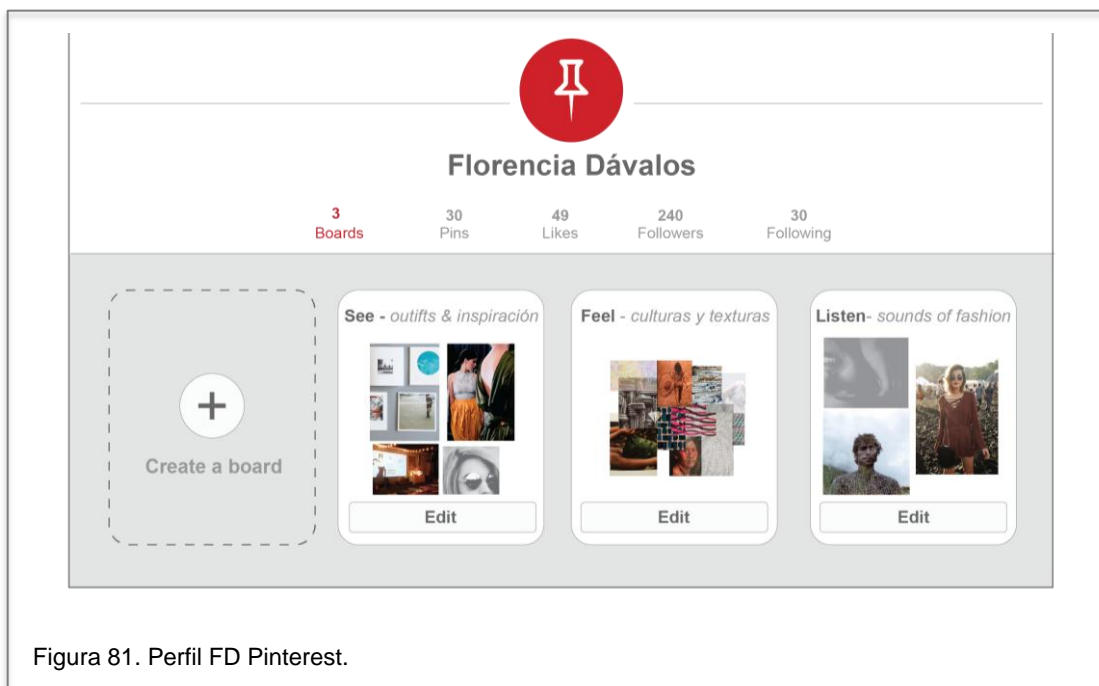 Florencia Dávalos
3 30 49 240 30
Boards Pins Likes Followers Following
See - outifts & inspiración
Feel - culturas y texturas
Listen- sounds of fashion
+
Create a board
Edit
Edit
Edit
Figura 81. Perfil FD Pinterest.